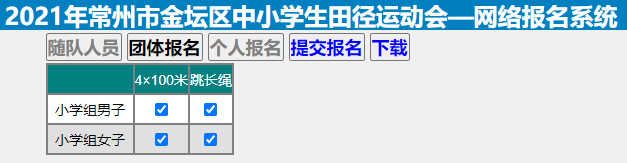 2021年常州市金坛区中小学生田径运动会—网络报名系统
随队人员 团体报名 个人报名 提交报名 下载
4×100米 跳长绳
小学组男子
小学组女子